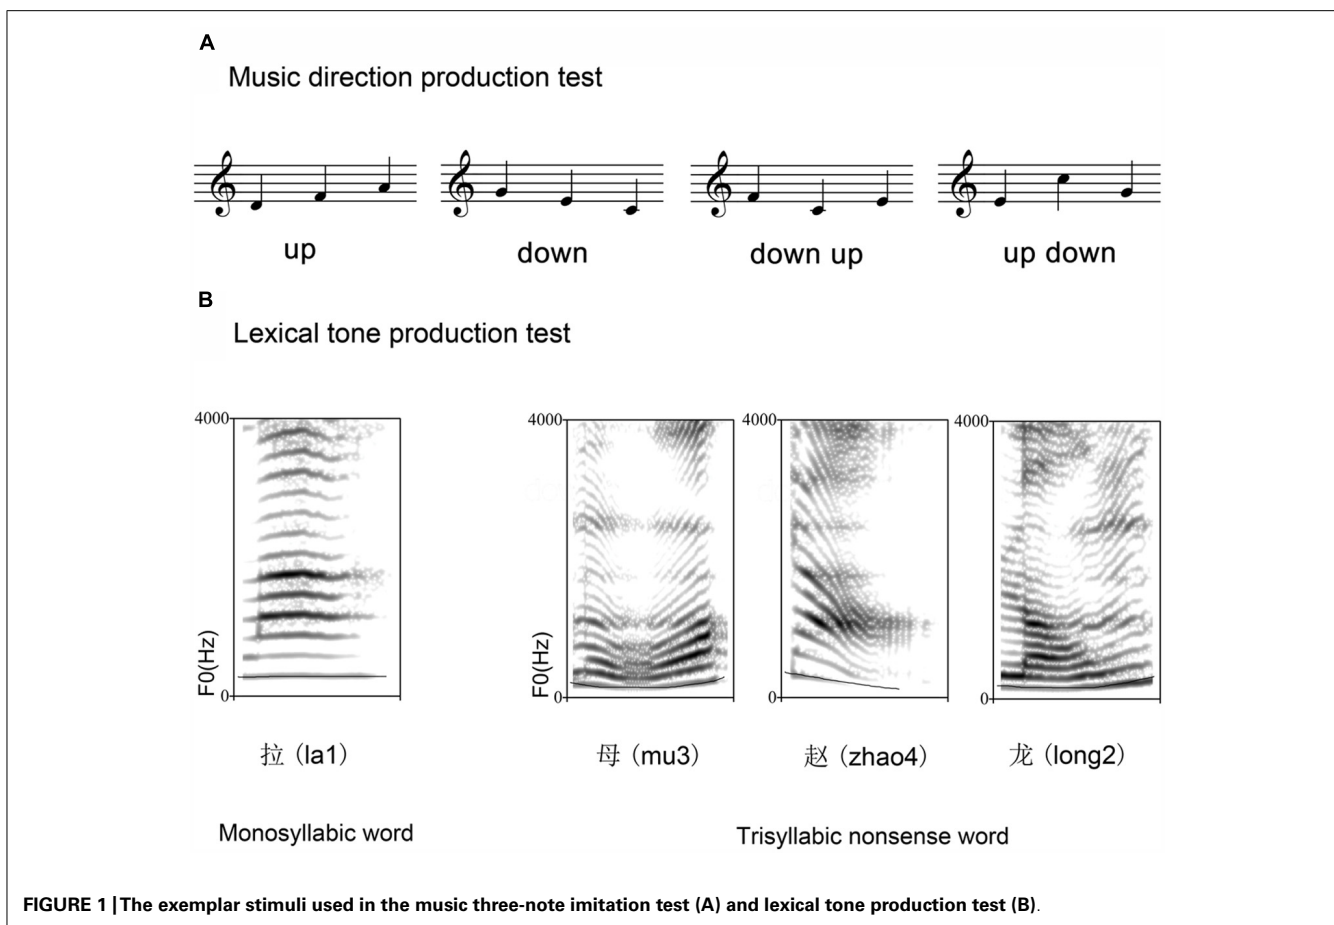 A
Music direction production test
up
down
down up
up down
B
Lexical tone production test
4000
F0(Hz)
0
4000
F0(Hz)
0
4000
0
4000
0
拉（la1）
母（mu3）
赵（zhao4）
龙（long2）
Monosyllabic word
Trisyllabic nonsense word
FIGURE 1 | The exemplar stimuli used in the music three-note imitation test (A) and lexical tone production test (B).